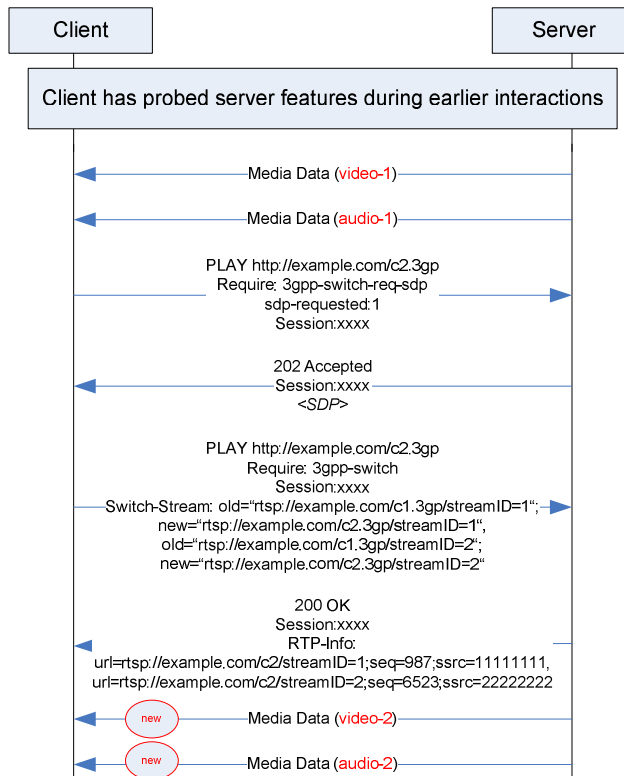 Client
Server
Client has probed server features during earlier interactions
Media Data (video-1)
Media Data (audio-1)
PLAY http://example.com/c2.3gp
Require: 3gpp-switch-req-sdp
sdp-requested:1
Session:xxxx
202 Accepted
Session:xxxx
<SDP>
PLAY http://example.com/c2.3gp
Require: 3gpp-switch
Session:xxxx
Switch-Stream: old=“rtsp://example.com/c1.3gp/streamID=1“;
new=“rtsp://example.com/c2.3gp/streamID=1“,
old=“rtsp://example.com/c1.3gp/streamID=2“;
new=“rtsp://example.com/c2.3gp/streamID=2“
200 OK
Session:xxxx
RTP-Info:
url=rtsp://example.com/c2/streamID=1;seq=987;ssrc=11111111,
url=rtsp://example.com/c2/streamID=2;seq=6523;ssrc=22222222
new Media Data (video-2)
new Media Data (audio-2)